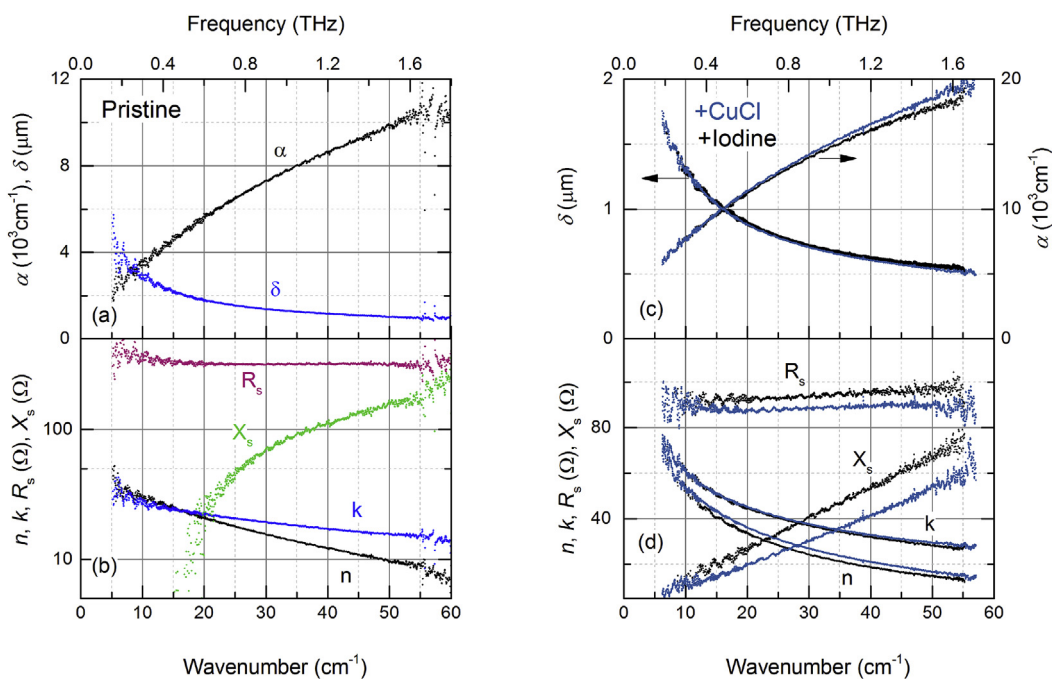 Frequency (THz)
0.0 0.4 0.8 1.2 1.6
12
8
4
0
α (10³cm⁻¹), δ (μm)
Pristine
α
δ
(a)
n, k, Rₛ (Ω), Xₛ (Ω)
100
10
Rₛ
Xₛ
k
n
(b)
0 10 20 30 40 50 60
Wavenumber (cm⁻¹)
Frequency (THz)
0.0 0.4 0.8 1.2 1.6
2
1
0
δ (μm)
+CuCl
+Iodine
(c)
20
10
0
α (10³cm⁻¹)
n, k, Rₛ (Ω), Xₛ (Ω)
80
40
Rₛ
Xₛ
k
n
(d)
0 10 20 30 40 50 60
Wavenumber (cm⁻¹)